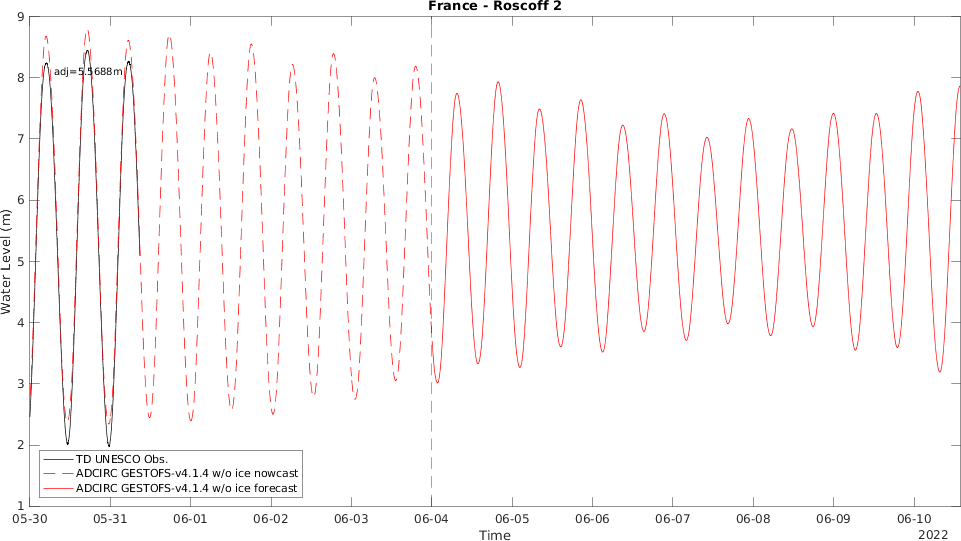 France - Roscoff 2
9
8
7
6
5
4
3
2
1
Water Level (m)
adj=5.5688m
TD UNESCO Obs.
ADCIRC GESTOFS-v4.1.4 w/o ice nowcast
ADCIRC GESTOFS-v4.1.4 w/o ice forecast
05-30 05-31 06-01 06-02 06-03 06-04 06-05 06-06 06-07 06-08 06-09 06-10
Time
2022